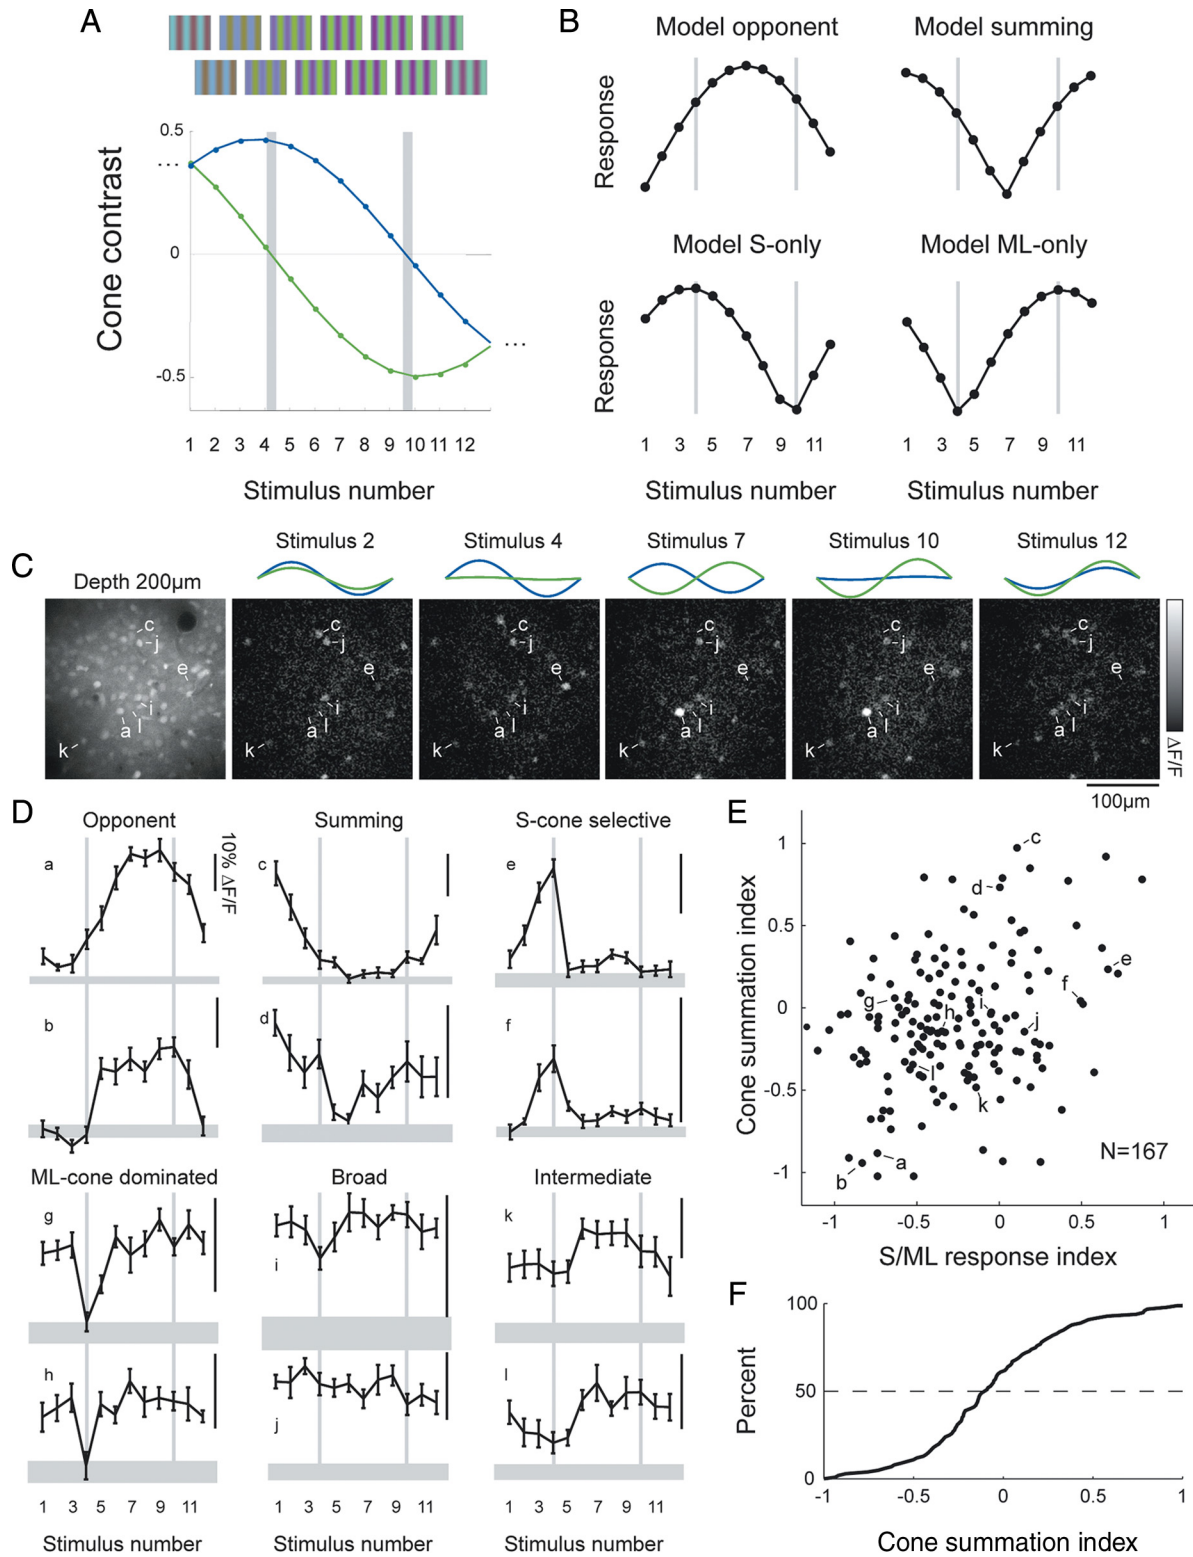 A
0.5
...
0
-0.5
...
Cone contrast
1 2 3 4 5 6 7 8 9 10 11 12
Stimulus number
B
Model opponent
Model summing
Response
Model S-only
Model ML-only
Response
1 3 5 7 9 11
1 3 5 7 9 11
Stimulus number
Stimulus number
C
Depth 200µm
Stimulus 2
Stimulus 4
Stimulus 7
Stimulus 10
Stimulus 12
c
j
e
i
a l
k
c
j
e
i
a l
k
c
j
e
i
a l
k
c
j
e
i
a l
k
c
j
e
i
a l
k
c
j
e
i
a l
k
ΔF/F
100µm
D
Opponent
Summing
S-cone selective
a
10% ΔF/F
c
e
b
d
f
ML-cone dominated
Broad
Intermediate
g
i
k
h
j
l
1 3 5 7 9 11
1 3 5 7 9 11
1 3 5 7 9 11
Stimulus number
Stimulus number
Stimulus number
E
Cone summation index
1
0.5
0
-0.5
-1
c
d
e
f
g
i
h
j
l
k
a
b
N=167
-1 -0.5 0 0.5 1
S/ML response index
F
Percent
100
50
0
-1 -0.5 0 0.5 1
Cone summation index